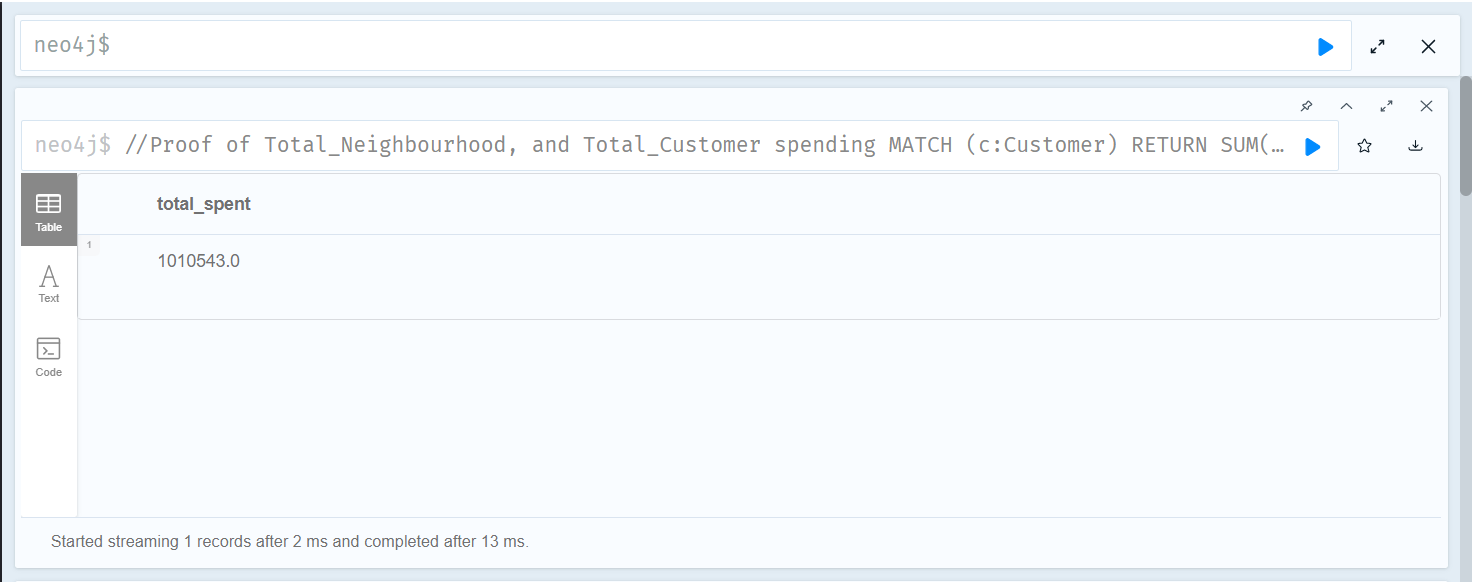 neo4j$
neo4j$ //Proof of Total_Neighbourhood, and Total_Customer spending MATCH (c:Customer) RETURN SUM(…
Table
total_spent
1
1010543.0
Text
Code
Started streaming 1 records after 2 ms and completed after 13 ms.